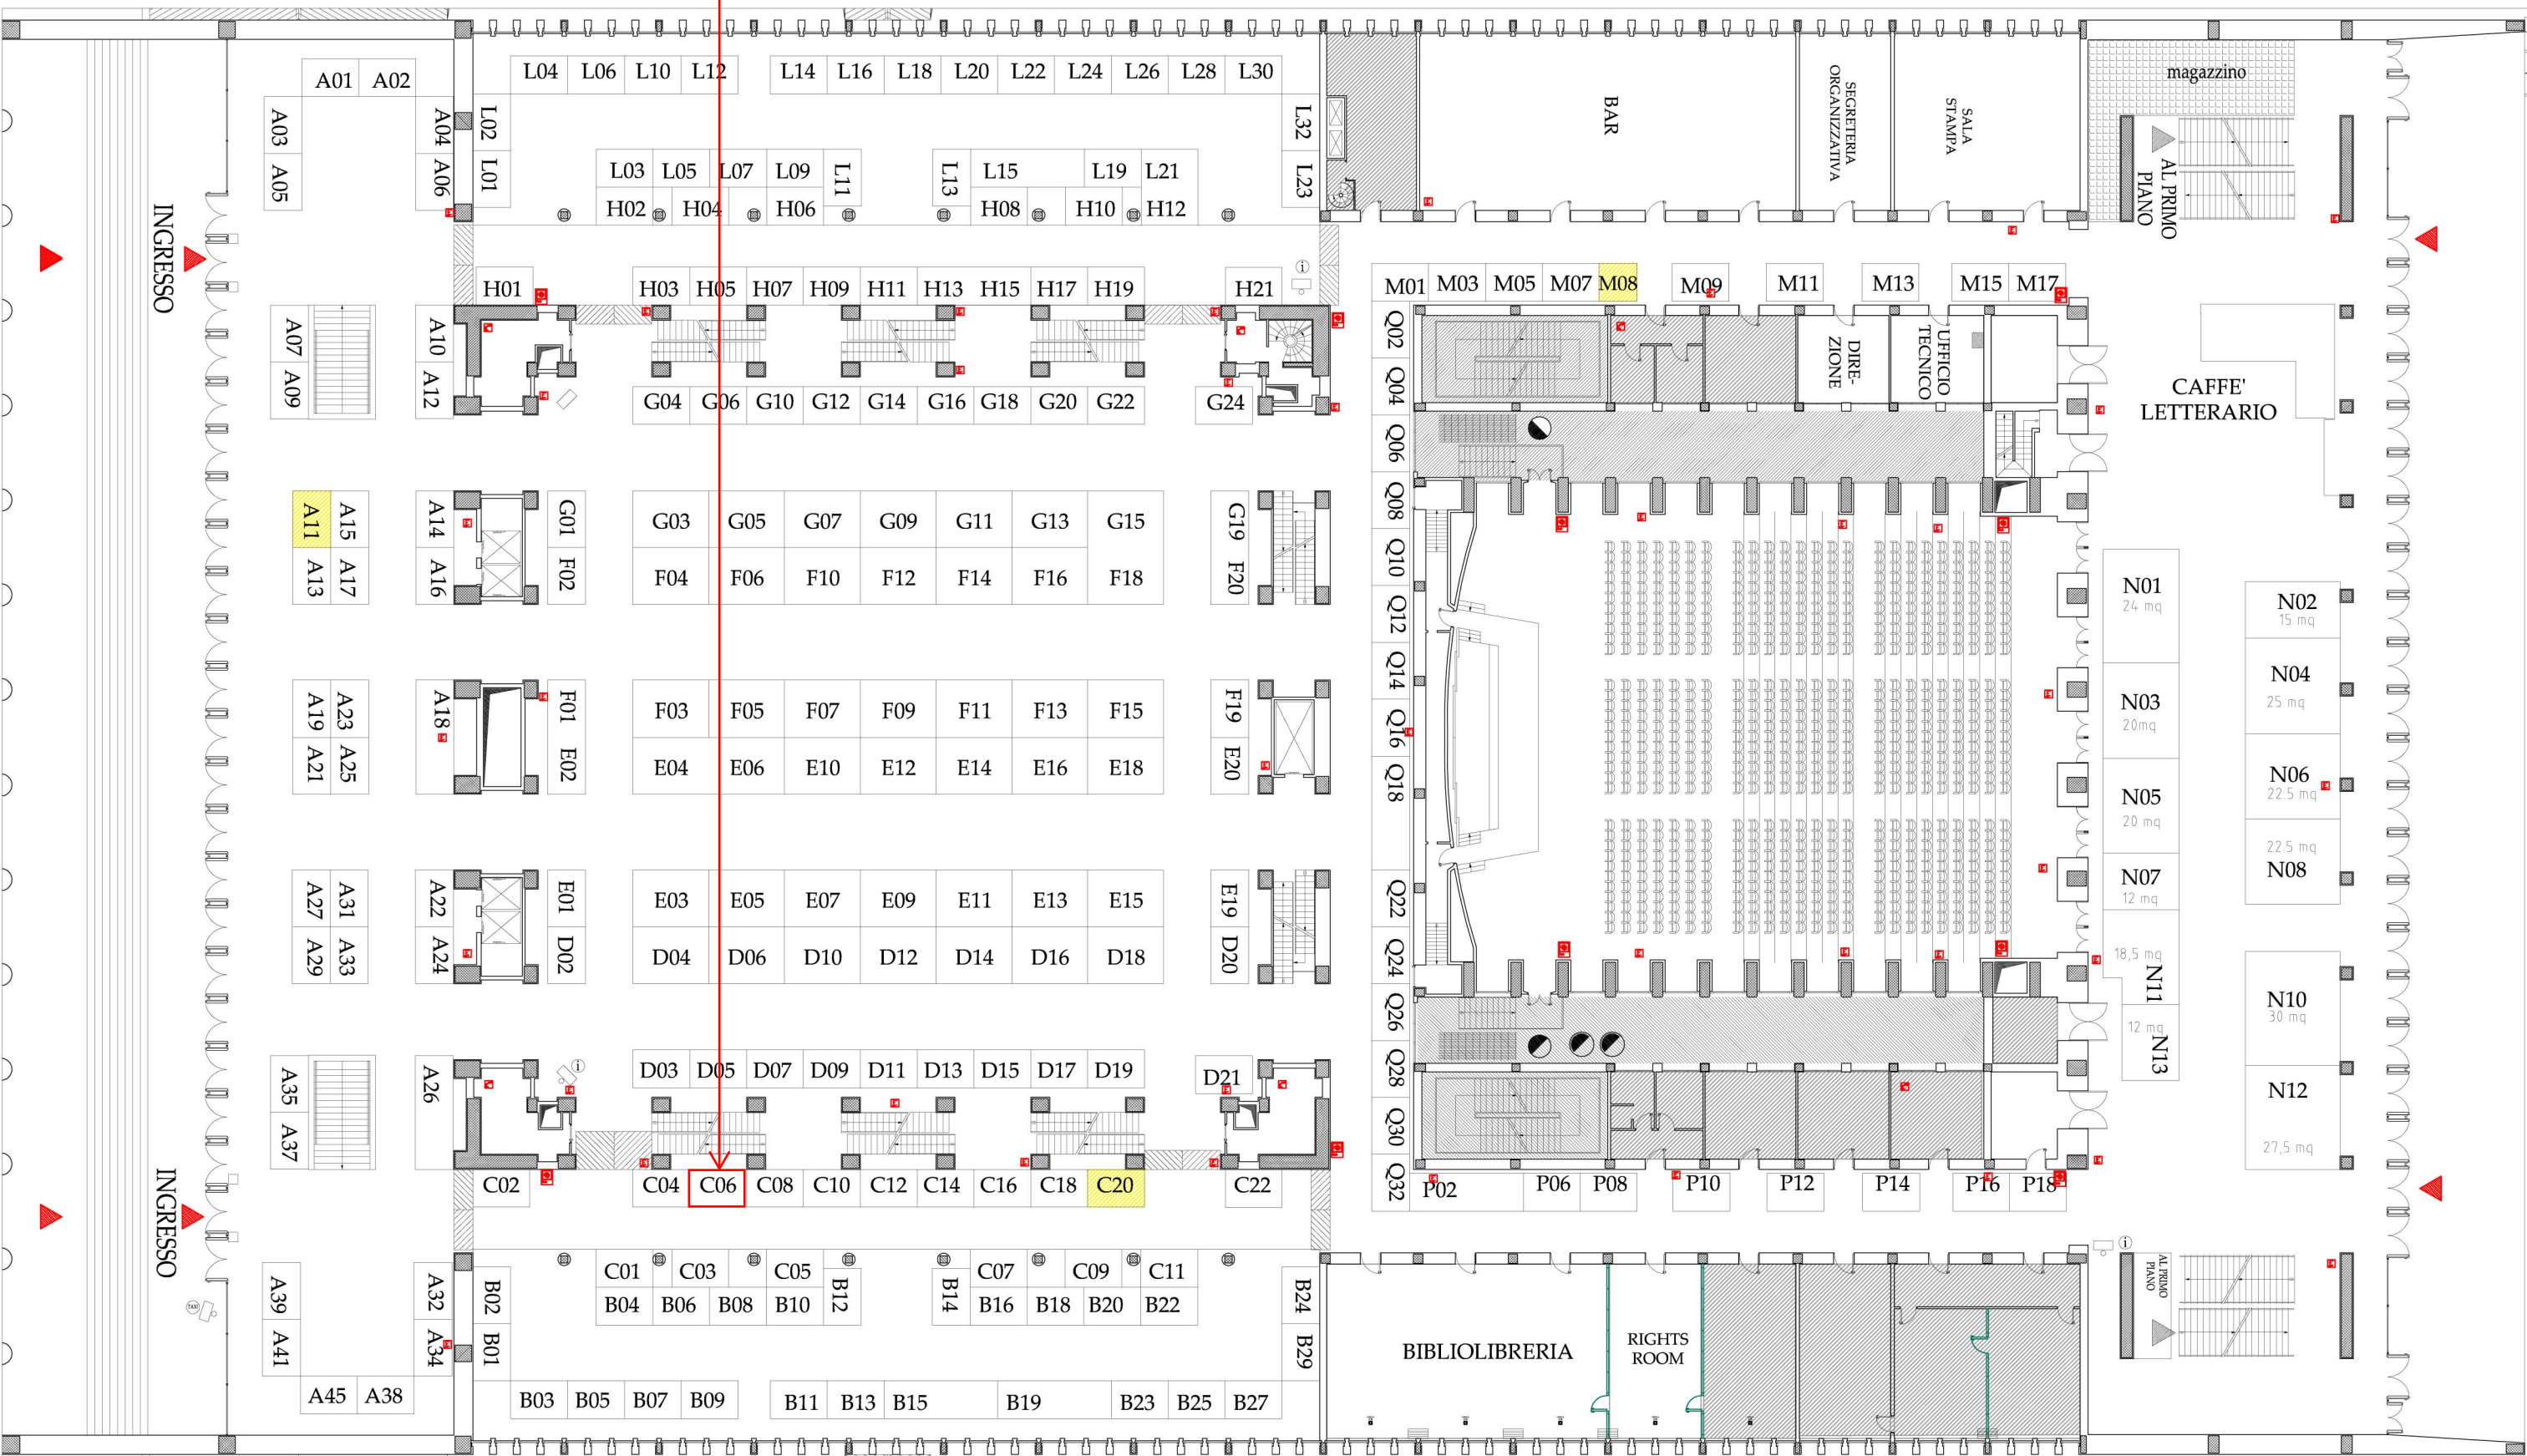 L04 L06 L10 L12 L14 L16 L18 L20 L22 L24 L26 L28 L30
A01 A02
A03
A05
A04
A06
L02
L01
L32
L23
L03 L05 L07 L09 L11 L13 L15 L19 L21
H02 H04 H06 H08 H10 H12
BAR
SEGRETERIA
ORGANIZZATIVA
SALA
STAMPA
magazzino
AL PRIMO
PIANO
INGRESSO
H01 H03 H05 H07 H09 H11 H13 H15 H17 H19 H21
i
M01 M03 M05 M07 M08 M09 M11 M13 M15 M17
A07
A09
A10
A12
G04 G06 G10 G12 G14 G16 G18 G20 G22 G24
Q02
Q04
Q06
Q08
Q10
Q12
Q14
Q16
Q18
Q22
Q24
Q26
Q28
Q30
Q32
DIRE-
ZIONE
UFFICIO
TECNICO
CAFFE'
LETTERARIO
A11 A15
A13 A17
A14
A16
G01
F02
G03 G05 G07 G09 G11 G13 G15
F04 F06 F10 F12 F14 F16 F18
G19
F20
A19 A23
A21 A25
A18
F01
E02
F03 F05 F07 F09 F11 F13 F15
E04 E06 E10 E12 E14 E16 E18
F19
E20
A27 A31
A29 A33
A22
A24
E01
D02
E03 E05 E07 E09 E11 E13 E15
D04 D06 D10 D12 D14 D16 D18
E19
D20
N01
24 mq
N03
20mq
N05
20 mq
N07
12 mq
18,5 mq
N11
12 mq
N13
N02
15 mq
N04
25 mq
N06
22.5 mq
22.5 mq
N08
N10
30 mq
N12
27,5 mq
A35
A37
A26
i
D03 D05 D07 D09 D11 D13 D15 D17 D19 D21
C02 C04 C06 C08 C10 C12 C14 C16 C18 C20 C22
P02 P06 P08 P10 P12 P14 P16 P18
INGRESSO
TAXI
A39
A41
A32
A34
A45 A38
B02
B01
C01 C03 C05 C07 C09 C11
B04 B06 B08 B10 B12 B14 B16 B18 B20 B22
B24
B29
B03 B05 B07 B09 B11 B13 B15 B19 B23 B25 B27
BIBLIOLIBRERIA
RIGHTS
ROOM
i
AL PRIMO
PIANO